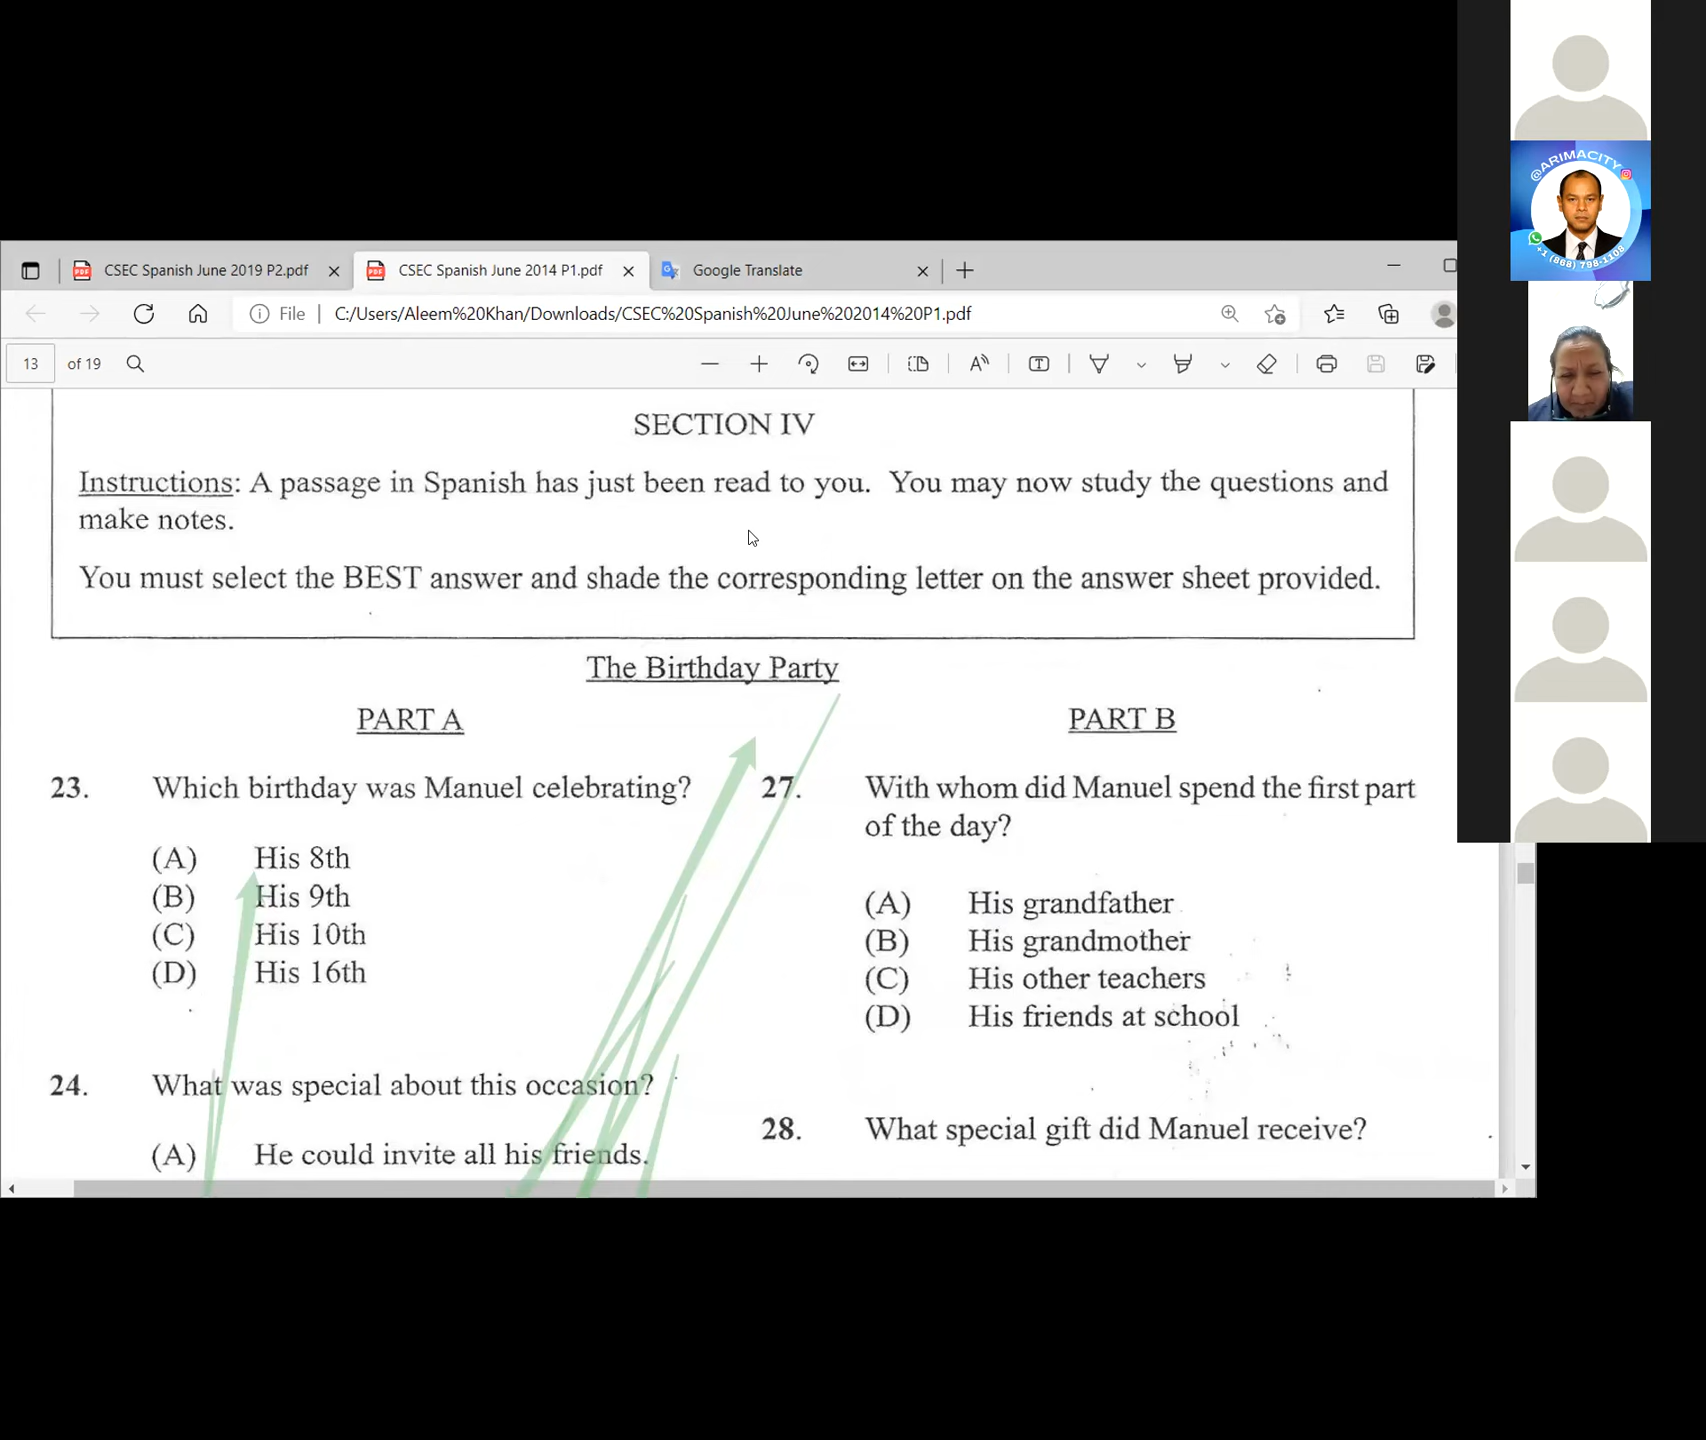 @ARIMACITY
+1 (868) 798-1108
CSEC Spanish June 2019 P2.pdf
CSEC Spanish June 2014 P1.pdf
Google Translate
File
C:/Users/Aleem%20Khan/Downloads/CSEC%20Spanish%20June%202014%20P1.pdf
13 of 19
SECTION IV
Instructions: A passage in Spanish has just been read to you. You may now study the questions and
make notes.
You must select the BEST answer and shade the corresponding letter on the answer sheet provided.
The Birthday Party
PART A
23. Which birthday was Manuel celebrating?
(A) His 8th
(B) His 9th
(C) His 10th
(D) His 16th
24. What was special about this occasion?
(A) He could invite all his friends.
PART B
27. With whom did Manuel spend the first part
of the day?
(A) His grandfather
(B) His grandmother
(C) His other teachers
(D) His friends at school
28. What special gift did Manuel receive?